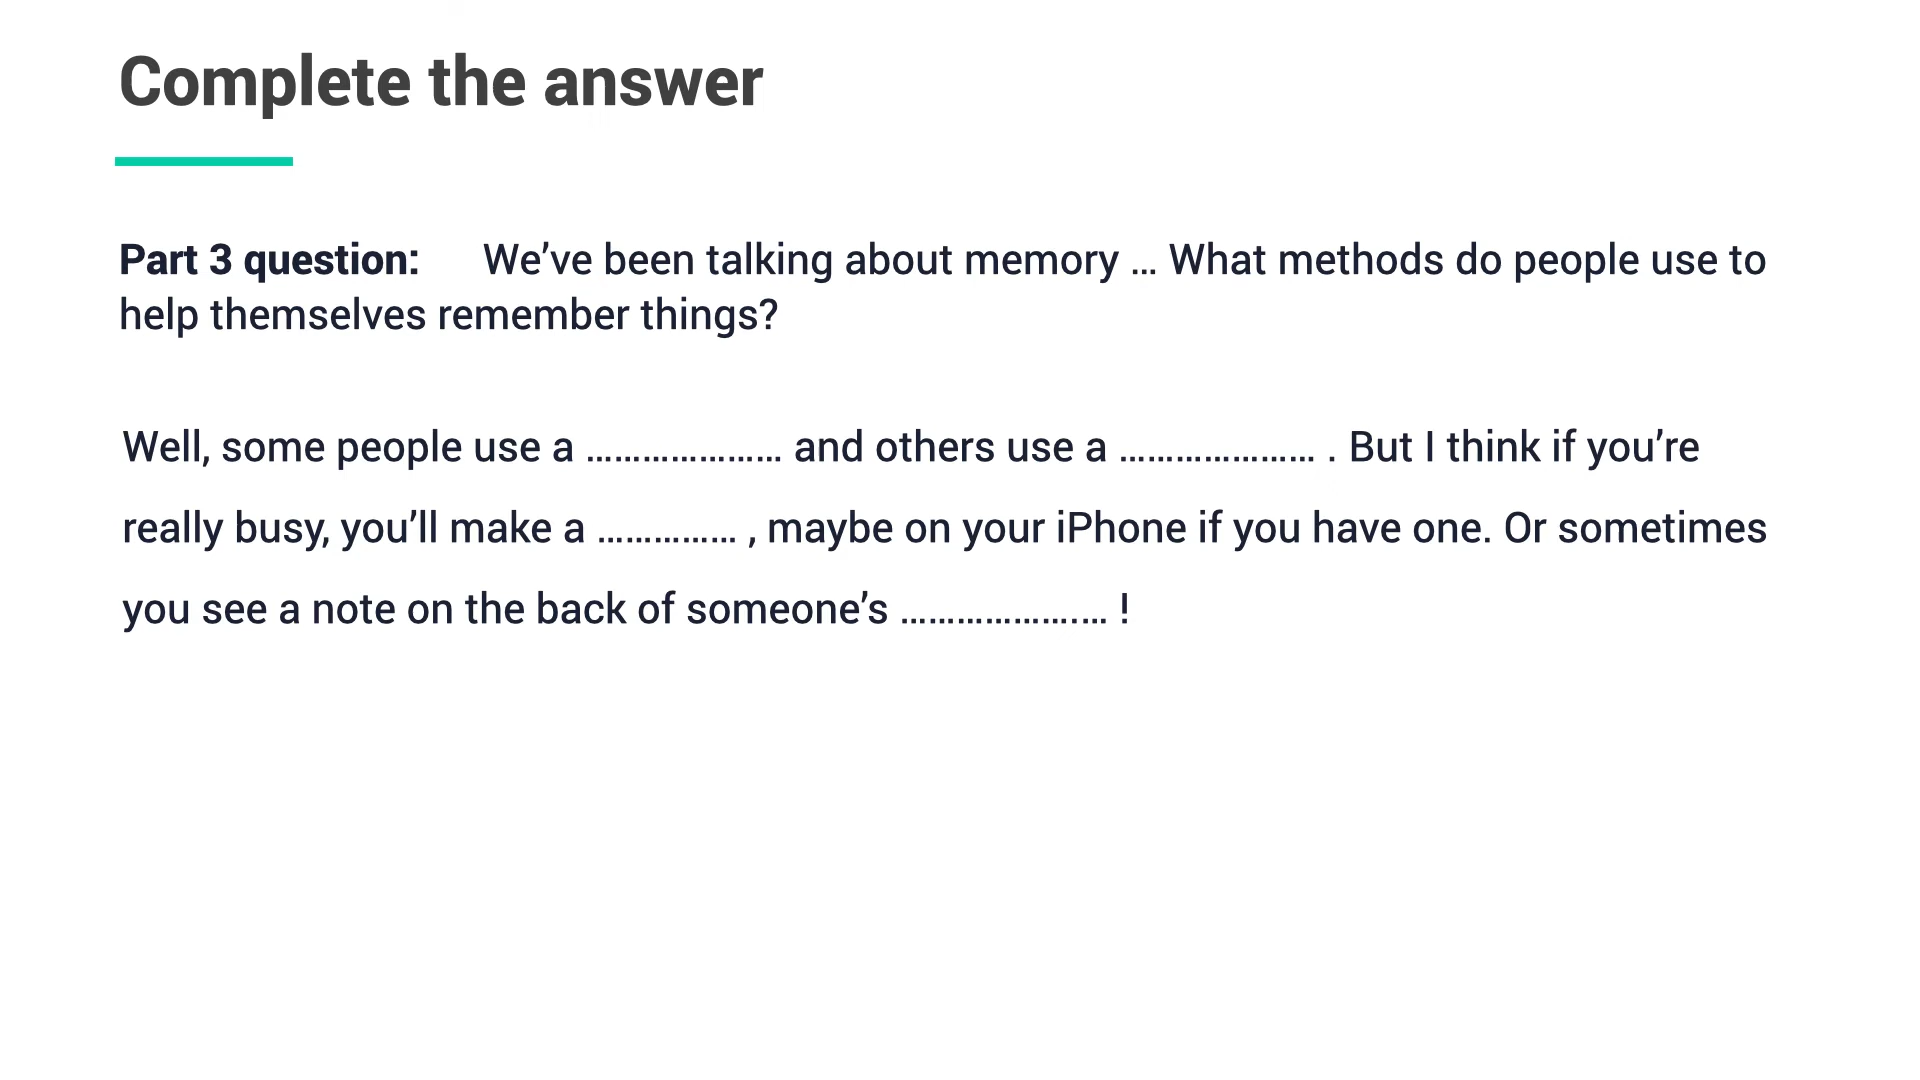 Complete the answer
Part 3 question: We’ve been talking about memory … What methods do people use to
help themselves remember things?
Well, some people use a ………………… and others use a ………………… . But I think if you’re
really busy, you’ll make a …………… , maybe on your iPhone if you have one. Or sometimes
you see a note on the back of someone’s ……………….… !